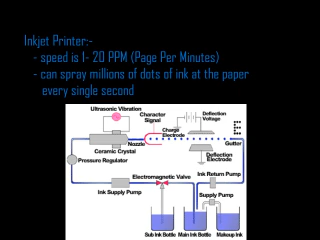 Inkjet Printer:-
- speed is 1- 20 PPM (Page Per Minutes)
- can spray millions of dots of ink at the paper
every single second
Ultrasonic Vibration
Character
Signal
Deflection
Voltage
Charge
Electrode
Nozzle
Gutter
Ceramic Crystal
Pressure Regulator
Deflection
Electrode
Electromagnetic Valve
Ink Return Pump
Ink Supply Pump
Supply Pump
Sub Ink Bottle
Main Ink Bottle
Makeup Ink